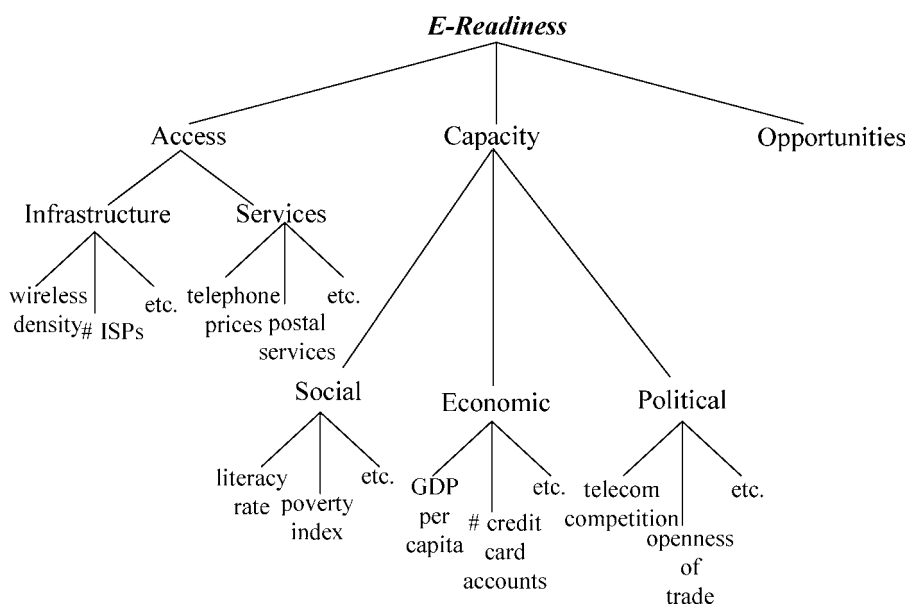 E-Readiness
Access
Capacity
Opportunities
Infrastructure
Services
wireless
density
# ISPs
etc.
telephone
prices
postal
services
etc.
Social
Economic
Political
literacy
rate
poverty
index
etc.
GDP
per
capita
# credit
card
accounts
etc.
telecom
competition
openness
of
trade
etc.